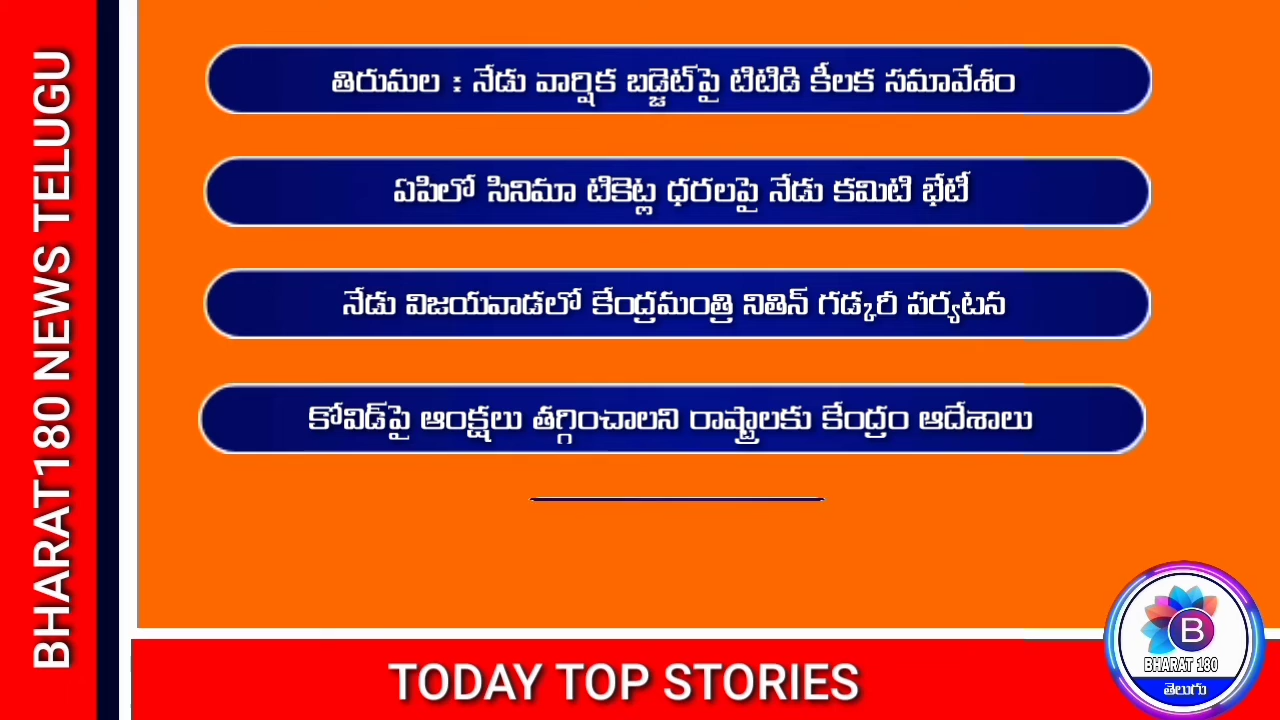 BHARAT180 NEWS TELUGU
తిరుమల : నేడు వార్షిక బడ్జెట్‌పై టిటిడి కీలక సమావేశం
ఏపిలో సినిమా టికెట్ల ధరలపై నేడు కమిటి భేటీ
నేడు విజయవాడలో కేంద్రమంత్రి నితిన్ గడ్కరీ పర్యటన
కోవిడ్‌పై ఆంక్షలు తగ్గించాలని రాష్ట్రాలకు కేంద్రం ఆదేశాలు
TODAY TOP STORIES
B
BHARAT 180
తెలుగు